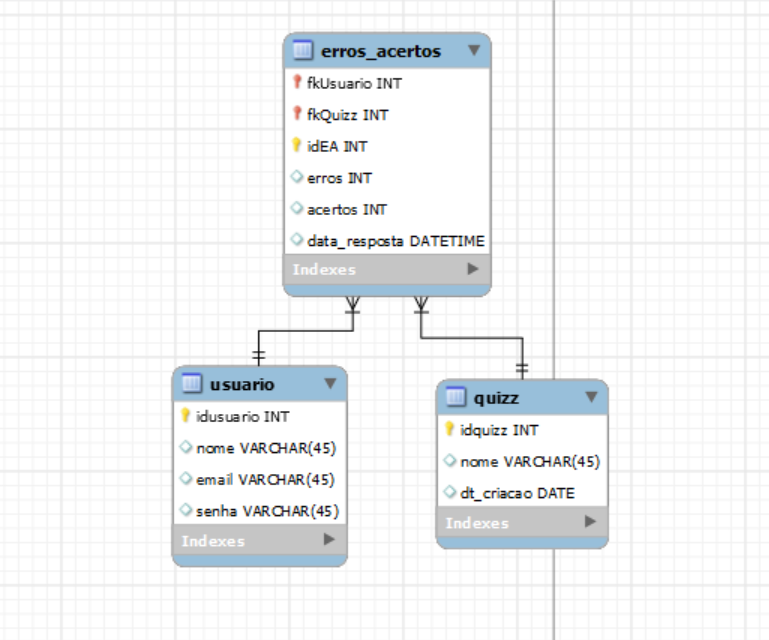 erros_acertos
fkUsuario INT
fkQuizz INT
idEA INT
erros INT
acertos INT
data_resposta DATETIME
Indexes
usuario
idusuario INT
nome VARCHAR(45)
email VARCHAR(45)
senha VARCHAR(45)
Indexes
quizz
idquizz INT
nome VARCHAR(45)
dt_criacao DATE
Indexes